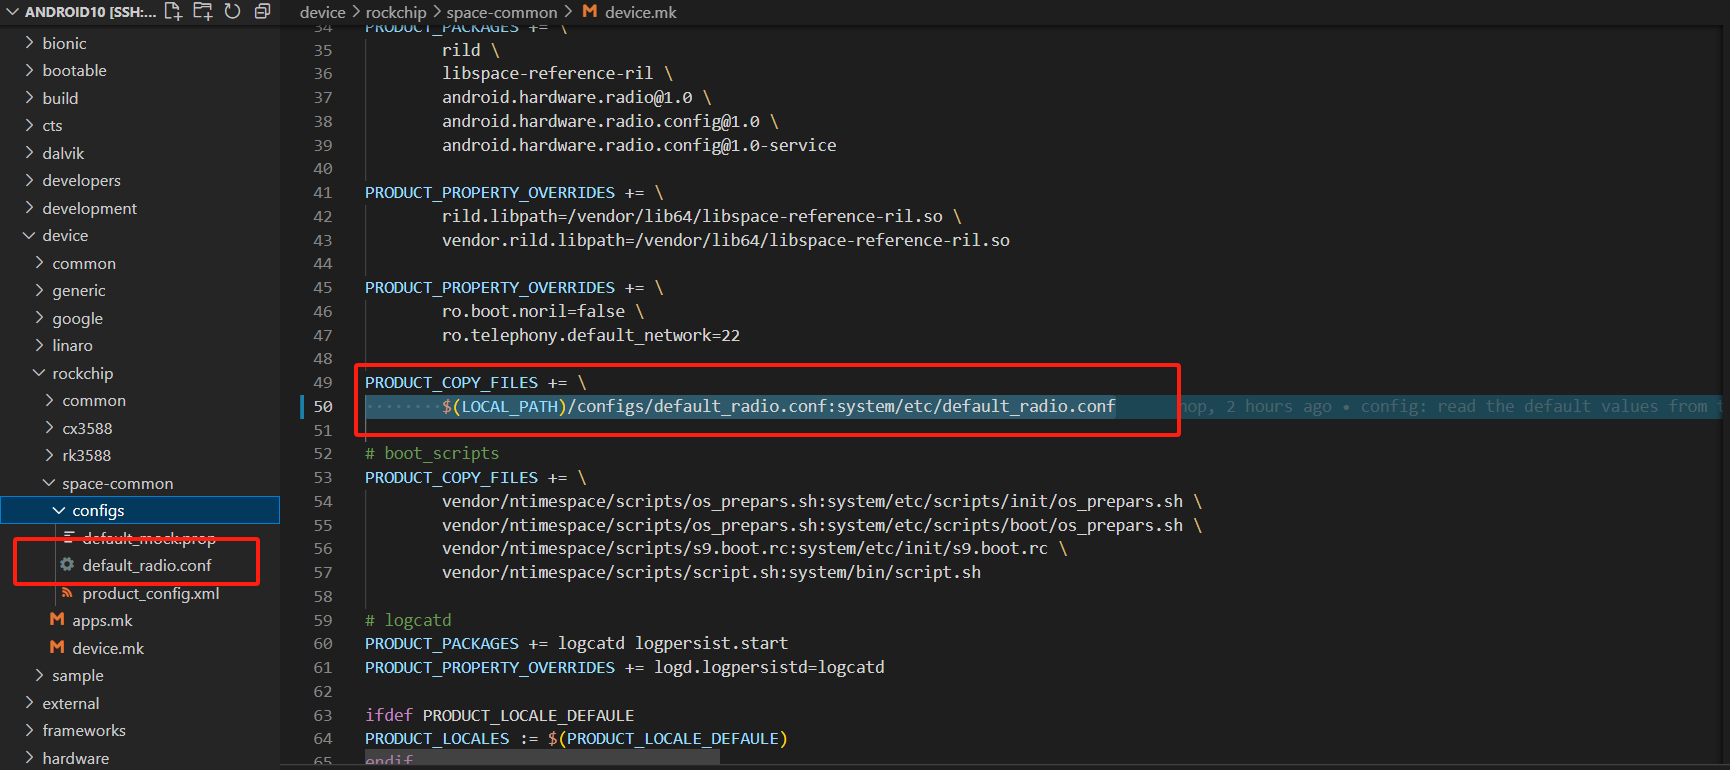 ANDROID10 [SSH:...
bionic
bootable
build
cts
dalvik
developers
development
device
common
generic
google
linaro
rockchip
common
cx3588
rk3588
space-common
configs
default_mock.prop
default_radio.conf
product_config.xml
apps.mk
device.mk
sample
external
frameworks
hardware
device > rockchip > space-common > device.mk
34 PRODUCT_PACKAGES += \
35 rild \
36 libspace-reference-ril \
37 android.hardware.radio@1.0 \
38 android.hardware.radio.config@1.0 \
39 android.hardware.radio.config@1.0-service
40
41 PRODUCT_PROPERTY_OVERRIDES += \
42 rild.libpath=/vendor/lib64/libspace-reference-ril.so \
43 vendor.rild.libpath=/vendor/lib64/libspace-reference-ril.so
44
45 PRODUCT_PROPERTY_OVERRIDES += \
46 ro.boot.noril=false \
47 ro.telephony.default_network=22
48
49 PRODUCT_COPY_FILES += \
50 $(LOCAL_PATH)/configs/default_radio.conf:system/etc/default_radio.conf 2 hours ago • config: read the default values from
51
52 # boot_scripts
53 PRODUCT_COPY_FILES += \
54 vendor/ntimespace/scripts/os_prepars.sh:system/etc/scripts/init/os_prepars.sh \
55 vendor/ntimespace/scripts/os_prepars.sh:system/etc/scripts/boot/os_prepars.sh \
56 vendor/ntimespace/scripts/s9.boot.rc:system/etc/init/s9.boot.rc \
57 vendor/ntimespace/scripts/script.sh:system/bin/script.sh
58
59 # logcatd
60 PRODUCT_PACKAGES += logcatd logpersist.start
61 PRODUCT_PROPERTY_OVERRIDES += logd.logpersistd=logcatd
62
63 ifdef PRODUCT_LOCALE_DEFAULE
64 PRODUCT_LOCALES := $(PRODUCT_LOCALE_DEFAULE)
65 endif